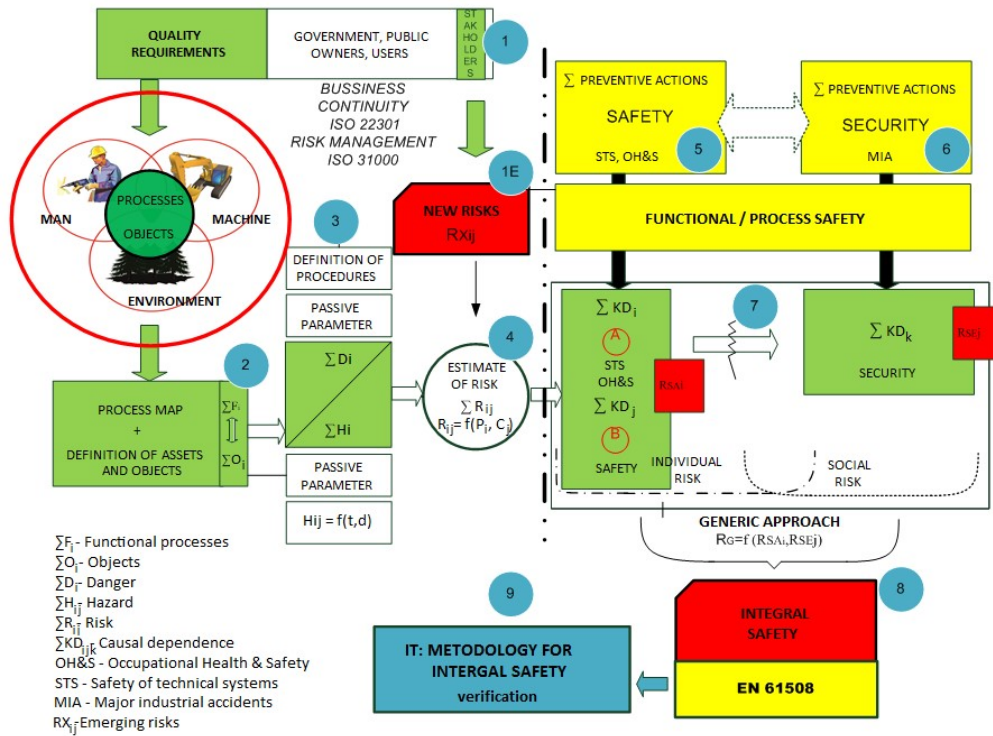 QUALITY
REQUIREMENTS
GOVERNMENT, PUBLIC
OWNERS, USERS
ST
AK
HO
LD
ER
S
1
BUSSINESS
CONTINUITY
ISO 22301
RISK MANAGEMENT
ISO 31000
∑ PREVENTIVE ACTIONS
SAFETY
STS, OH&S
5
∑ PREVENTIVE ACTIONS
SECURITY
MIA
6
1E
NEW RISKS
Rxij
FUNCTIONAL / PROCESS SAFETY
MAN
PROCESSES
OBJECTS
MACHINE
ENVIRONMENT
3
DEFINITION OF
PROCEDURES
PASSIVE
PARAMETER
∑Di
∑Hi
PASSIVE
PARAMETER
Hij = f(t,d)
2
PROCESS MAP
+
DEFINITION OF ASSETS
AND OBJECTS
∑Fi
∑Oi
4
ESTIMATE
OF RISK
∑ Rij
Rij= f(Pi, Cj)
∑ KDi
A
STS
OH&S
∑ KDj
B
SAFETY
RSAi
7
∑ KDk
SECURITY
RSEj
INDIVIDUAL
RISK
SOCIAL
RISK
GENERIC APPROACH
RG=f (RSAi,RSEj)
8
INTEGRAL
SAFETY
EN 61508
9
IT: METODOLOGY FOR
INTERGAL SAFETY
verification
∑Fi- Functional processes
∑Oi- Objects
∑Di- Danger
∑Hij- Hazard
∑Rij- Risk
∑KDijk- Causal dependence
OH&S - Occupational Health & Safety
STS - Safety of technical systems
MIA - Major industrial accidents
RXij-Emerging risks